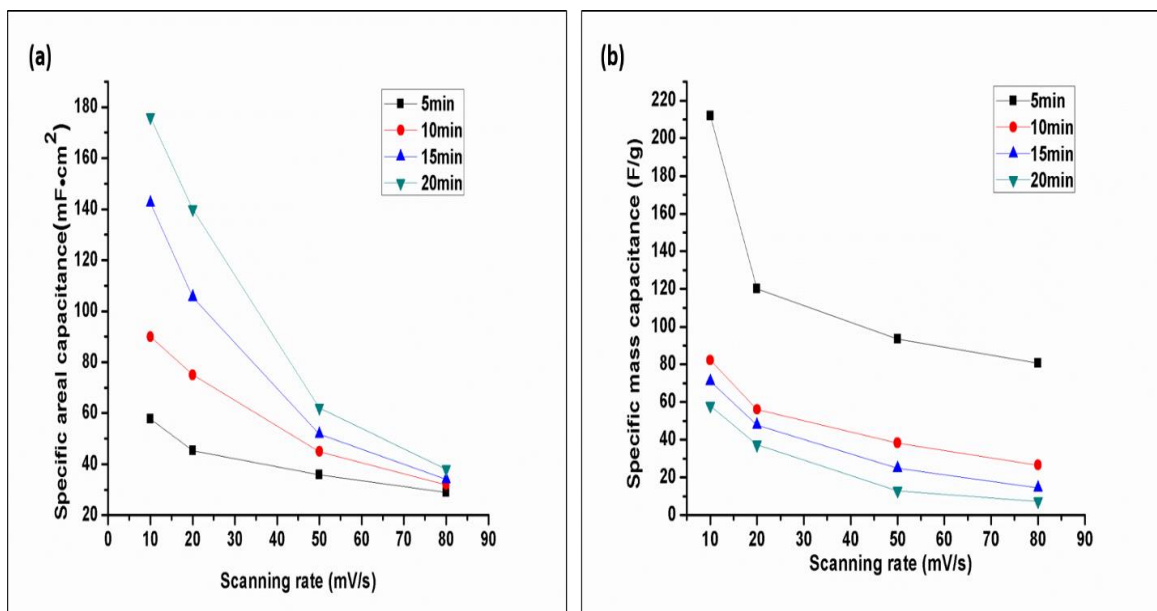 (a)
Specific areal capacitance(mF•cm²)
180
160
140
120
100
80
60
40
20
0 10 20 30 40 50 60 70 80 90
Scanning rate (mV/s)
5min
10min
15min
20min
(b)
Specific mass capacitance (F/g)
220
200
180
160
140
120
100
80
60
40
20
0
10 20 30 40 50 60 70 80 90
Scanning rate (mV/s)
5min
10min
15min
20min